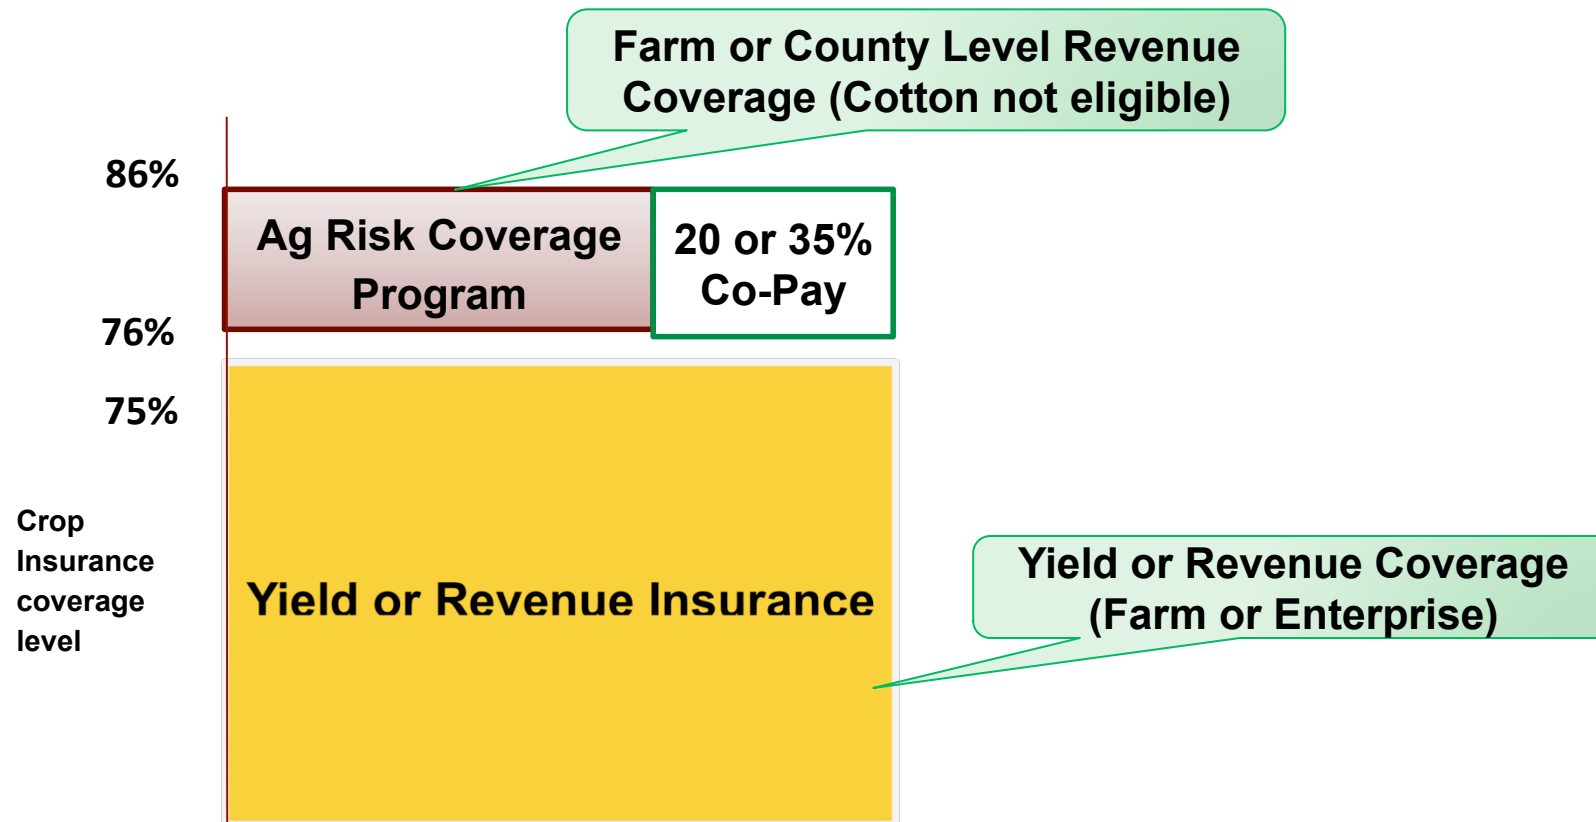 Farm or County Level Revenue
Coverage (Cotton not eligible)
86%
Ag Risk Coverage
Program
20 or 35%
Co-Pay
76%
75%
Crop
Insurance
coverage
level
Yield or Revenue Insurance
Yield or Revenue Coverage
(Farm or Enterprise)